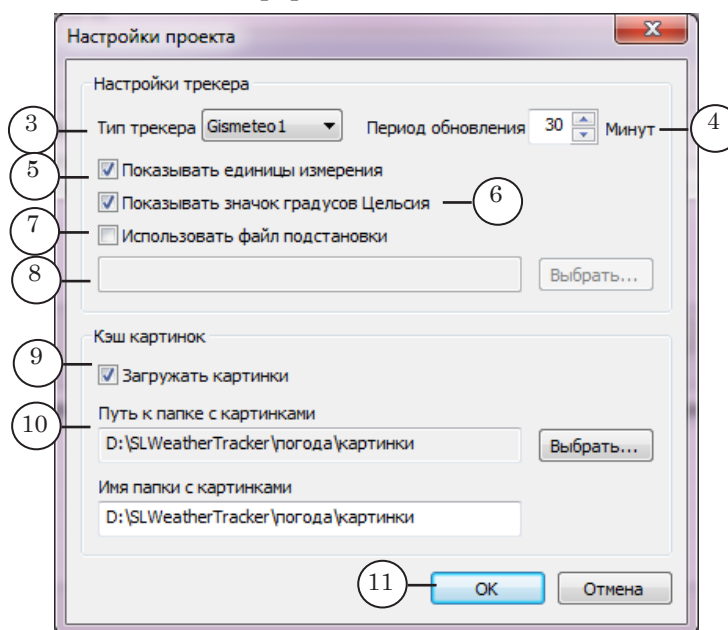 Настройки проекта
Настройки трекера
3 Тип трекера Gismeteo1 Период обновления 30 Минут 4
5 Показывать единицы измерения
Показывать значок градусов Цельсия 6
7 Использовать файл подстановки
8 Выбрать...
Кэш картинок
9 Загружать картинки
Путь к папке с картинками
10 D:\SLWeatherTracker\погода\картинки Выбрать...
Имя папки с картинками
D:\SLWeatherTracker\погода\картинки
11 OK Отмена